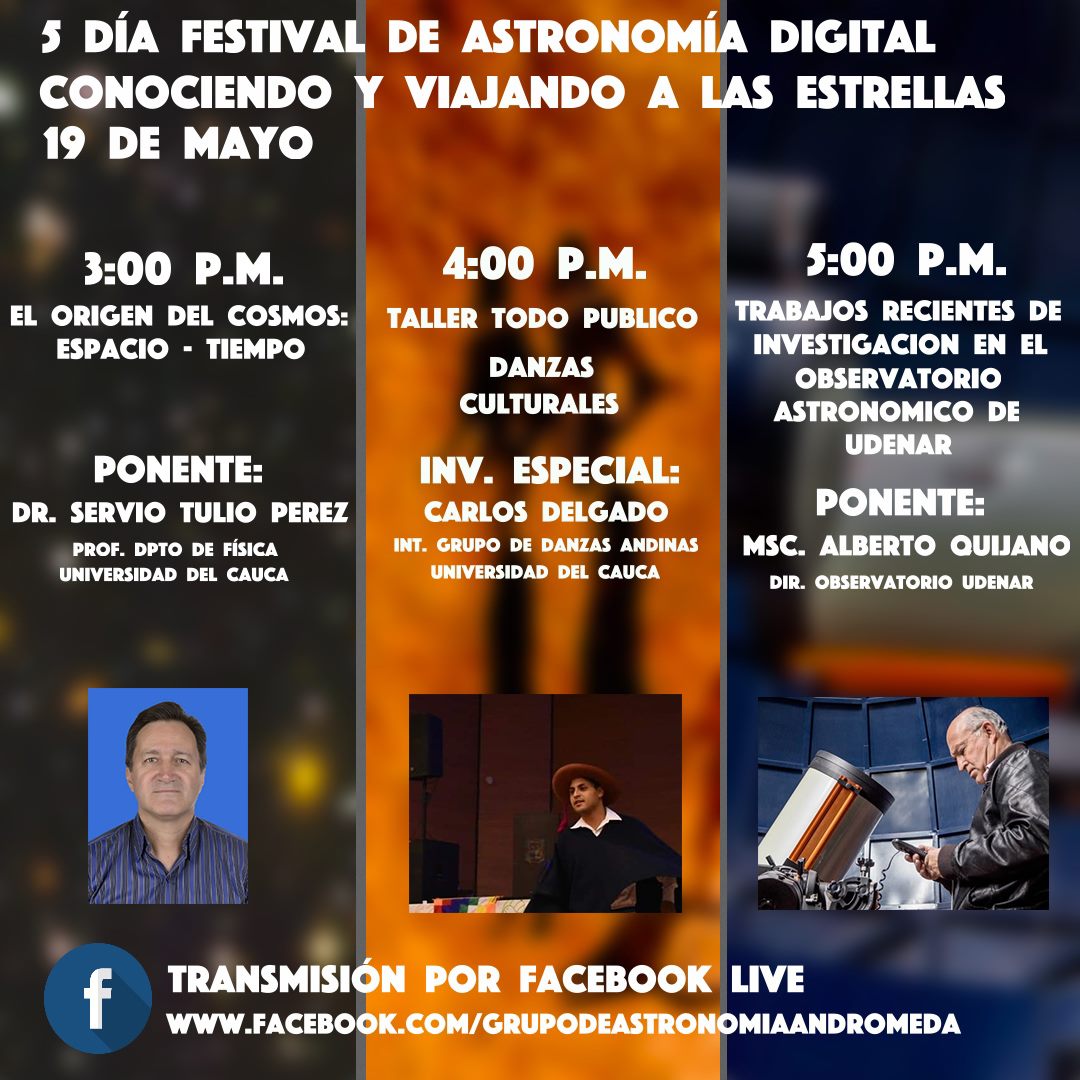 5 DÍA FESTIVAL DE ASTRONOMÍA DIGITAL
CONOCIENDO Y VIAJANDO A LAS ESTRELLAS
19 DE MAYO
3:00 P.M.
EL ORIGEN DEL COSMOS:
ESPACIO - TIEMPO
PONENTE:
DR. SERVIO TULIO PEREZ
PROF. DPTO DE FÍSICA
UNIVERSIDAD DEL CAUCA
4:00 P.M.
TALLER TODO PUBLICO
DANZAS
CULTURALES
INV. ESPECIAL:
CARLOS DELGADO
INT. GRUPO DE DANZAS ANDINAS
UNIVERSIDAD DEL CAUCA
5:00 P.M.
TRABAJOS RECIENTES DE
INVESTIGACION EN EL
OBSERVATORIO
ASTRONOMICO DE
UDENAR
PONENTE:
MSC. ALBERTO QUIJANO
DIR. OBSERVATORIO UDENAR
f
TRANSMISIÓN POR FACEBOOK LIVE
WWW.FACEBOOK.COM/GRUPODEASTRONOMIAANDROMEDA